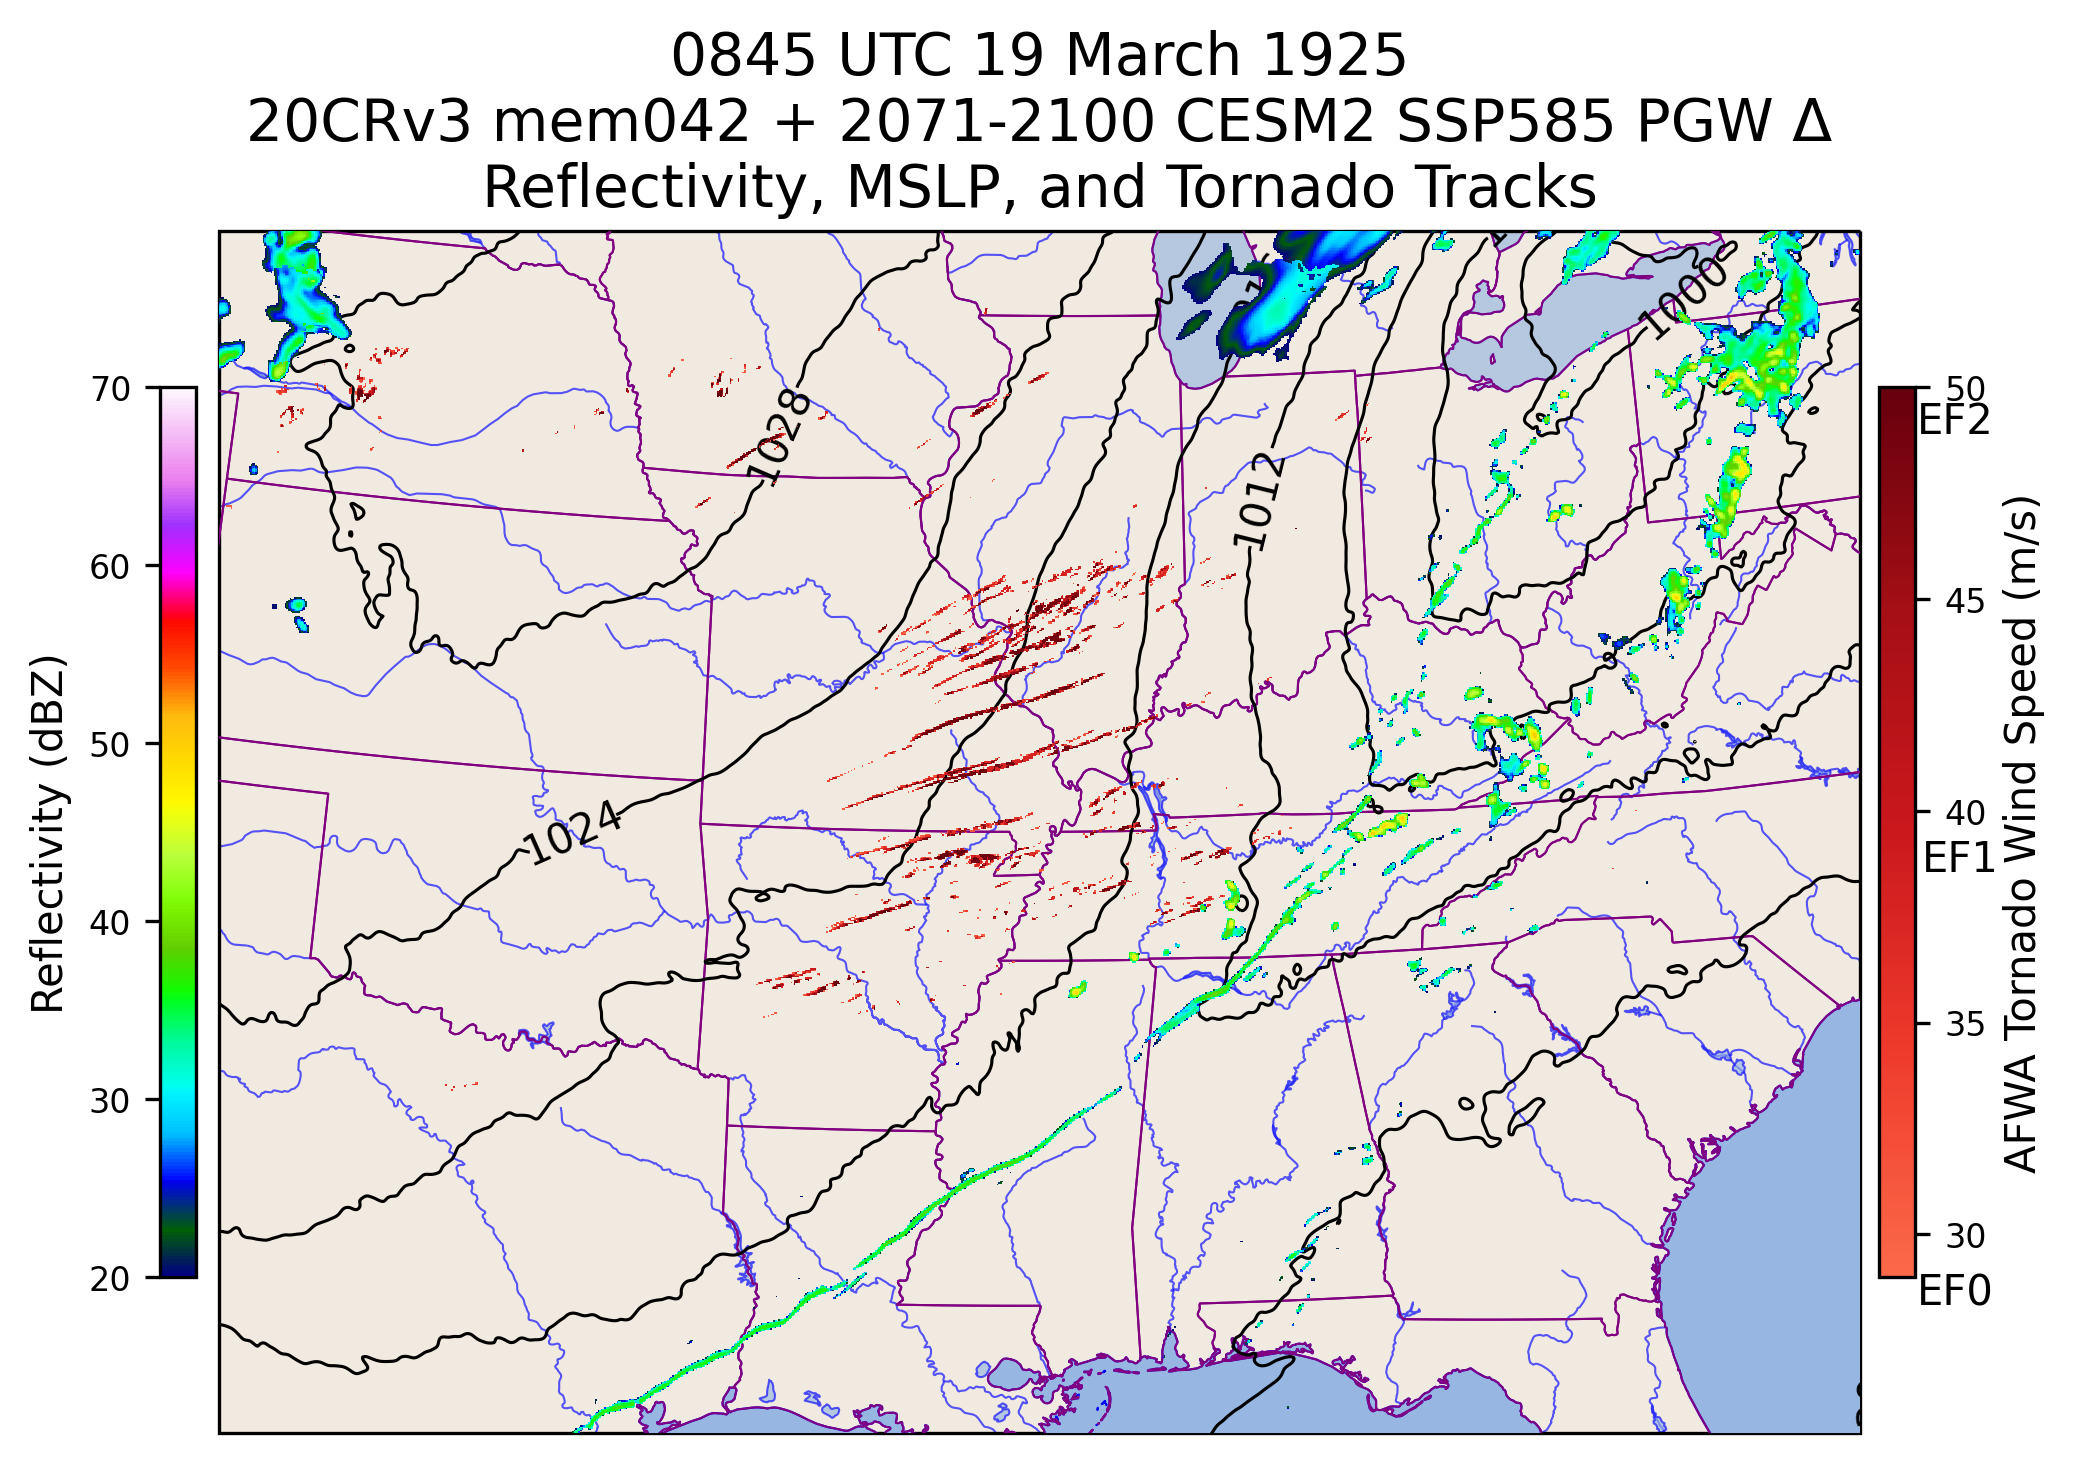 0845 UTC 19 March 1925
20CRv3 mem042 + 2071-2100 CESM2 SSP585 PGW Δ
Reflectivity, MSLP, and Tornado Tracks
Reflectivity (dBZ)
70
60
50
40
30
20
1028
1024
1012
1000
50
EF2
45
40
EF1
35
30
EF0
AFWA Tornado Wind Speed (m/s)